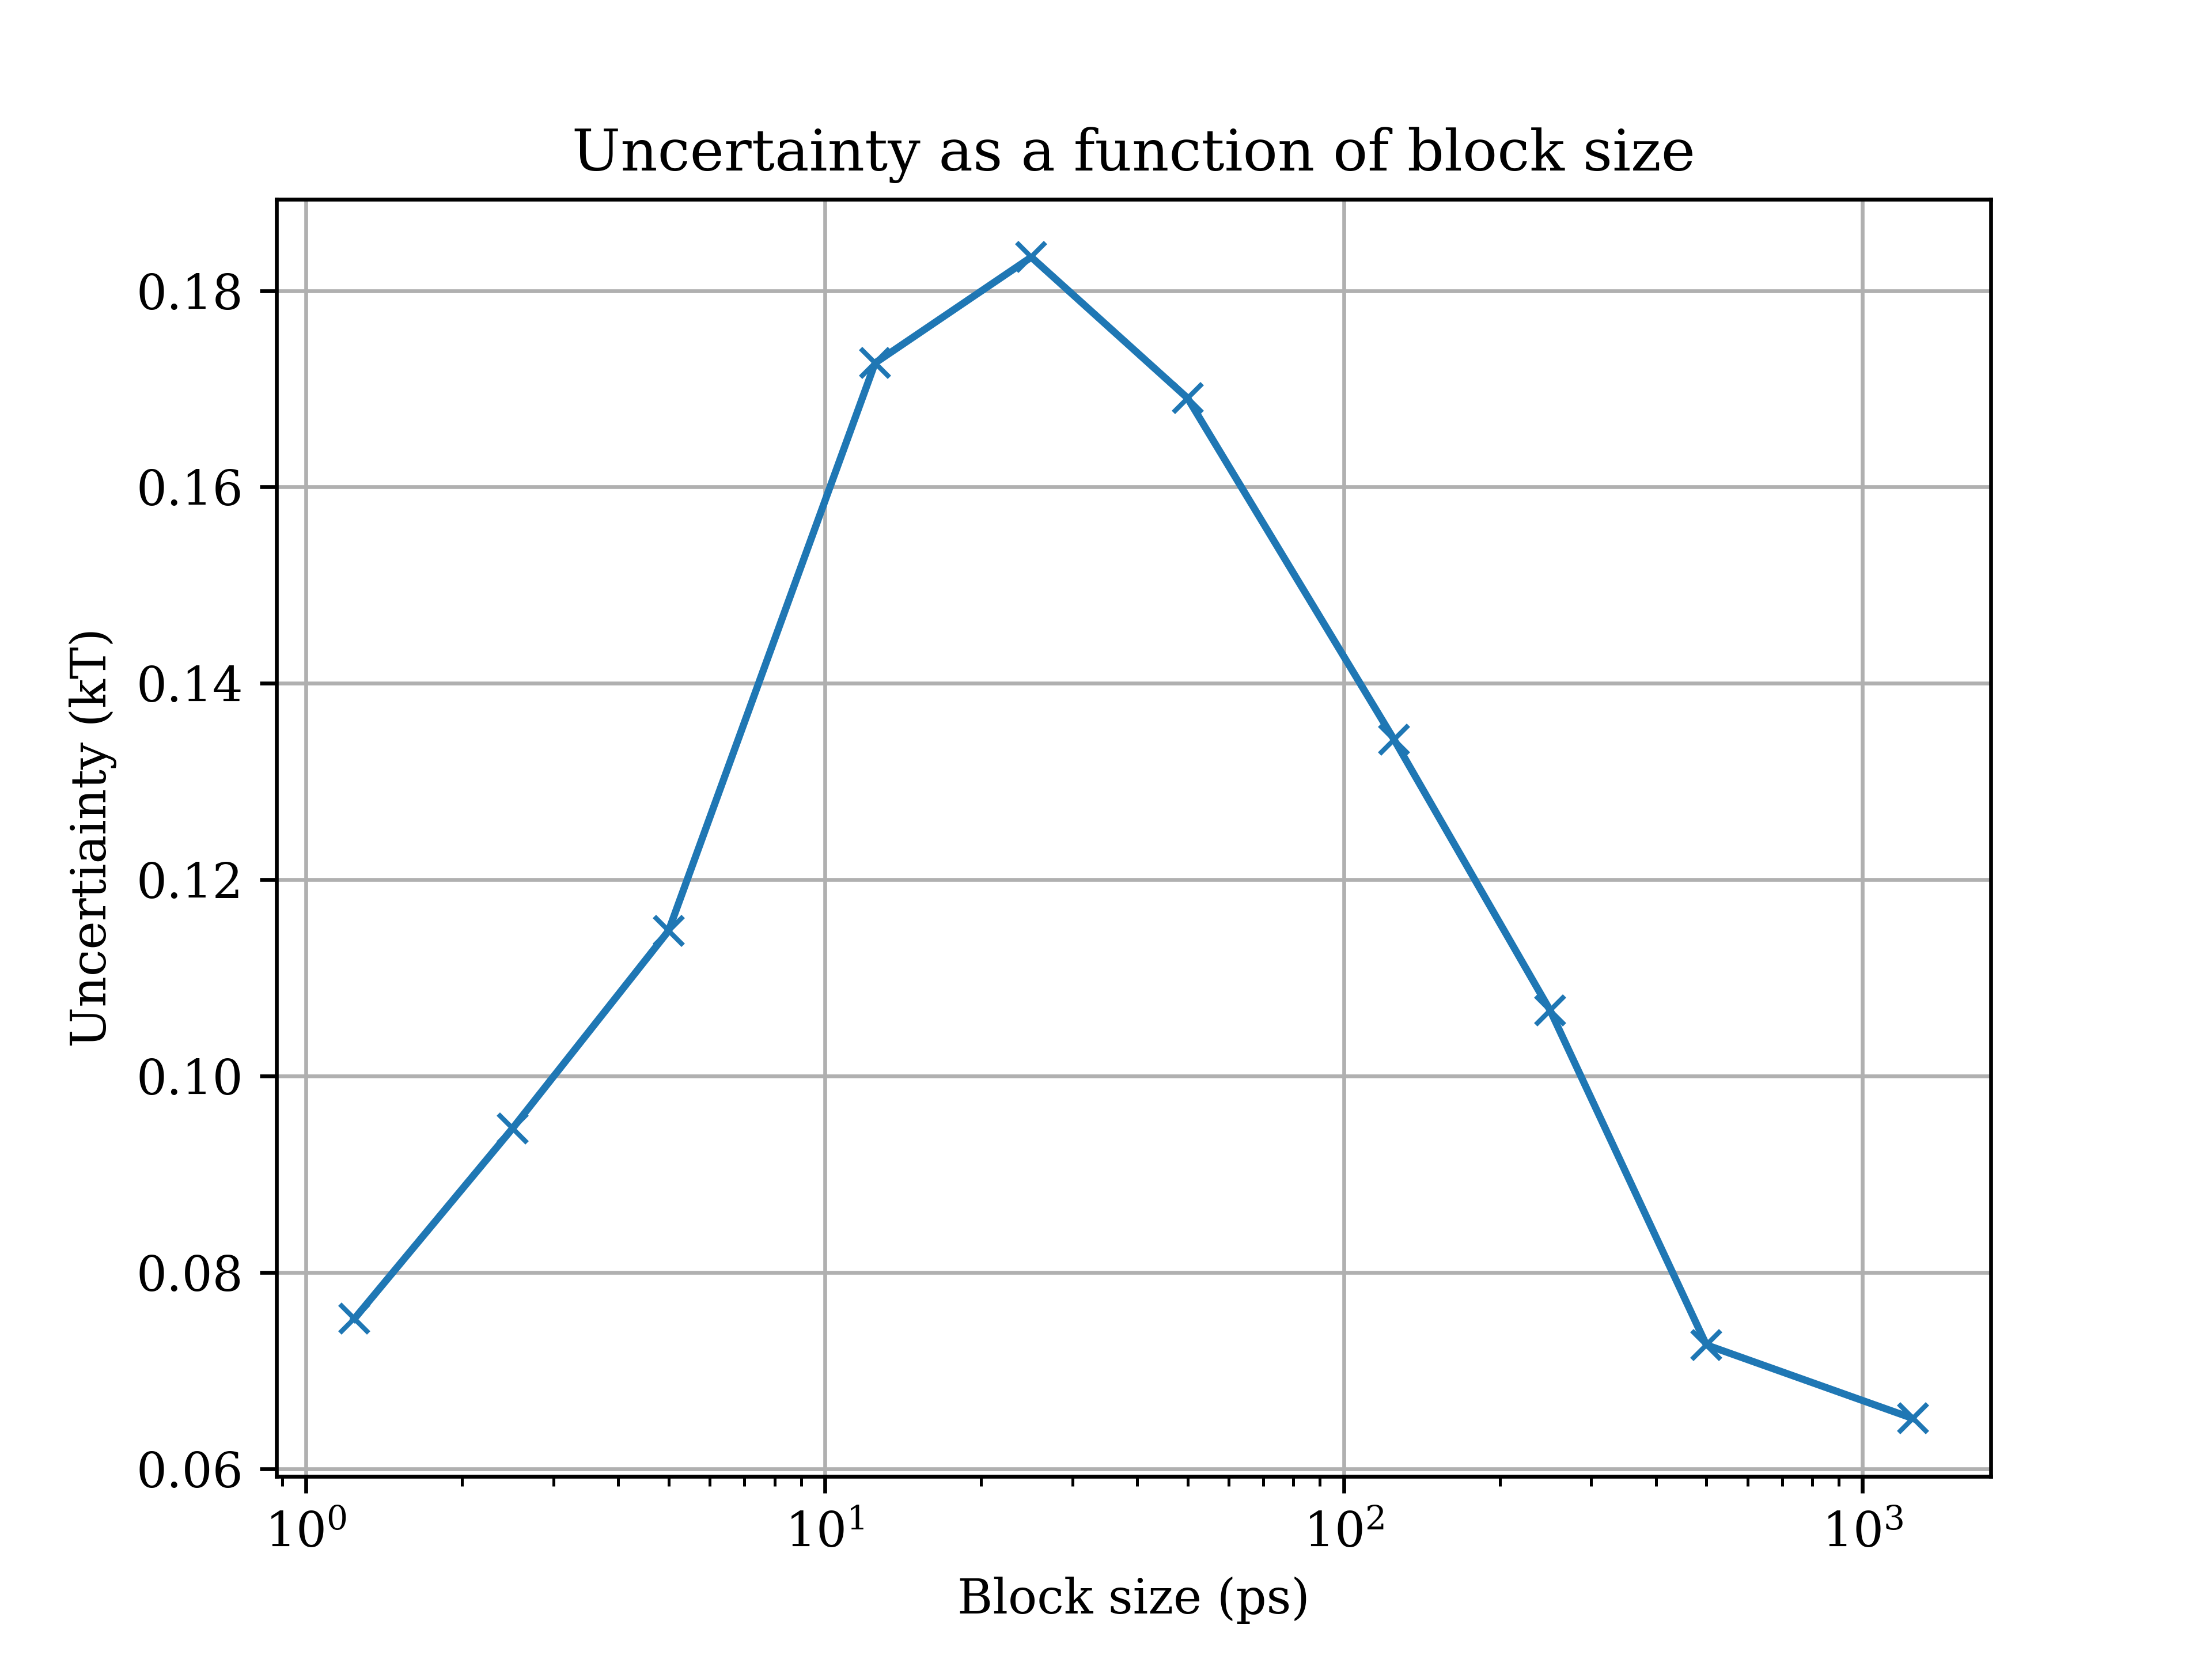 Uncertainty as a function of block size
0.18
0.16
0.14
0.12
0.10
0.08
0.06
Uncertiainty (kT)
10⁰ 10¹ 10² 10³
Block size (ps)